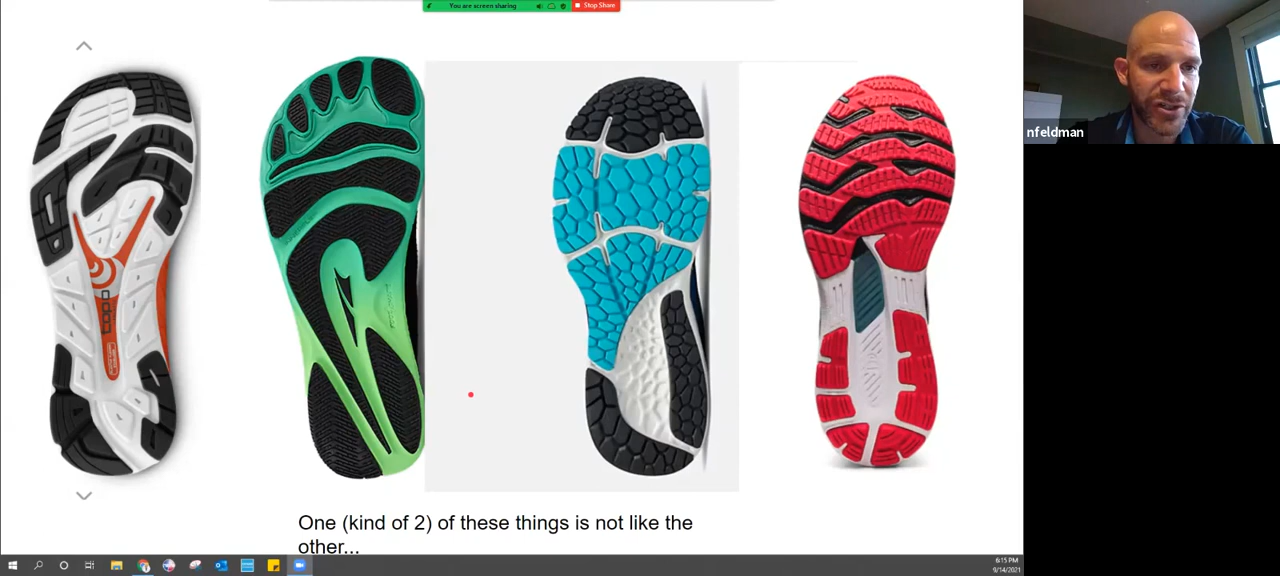 You are screen sharing
Stop Share
nfeldman
topo
One (kind of 2) of these things is not like the
other...
6:15 PM
9/14/2021